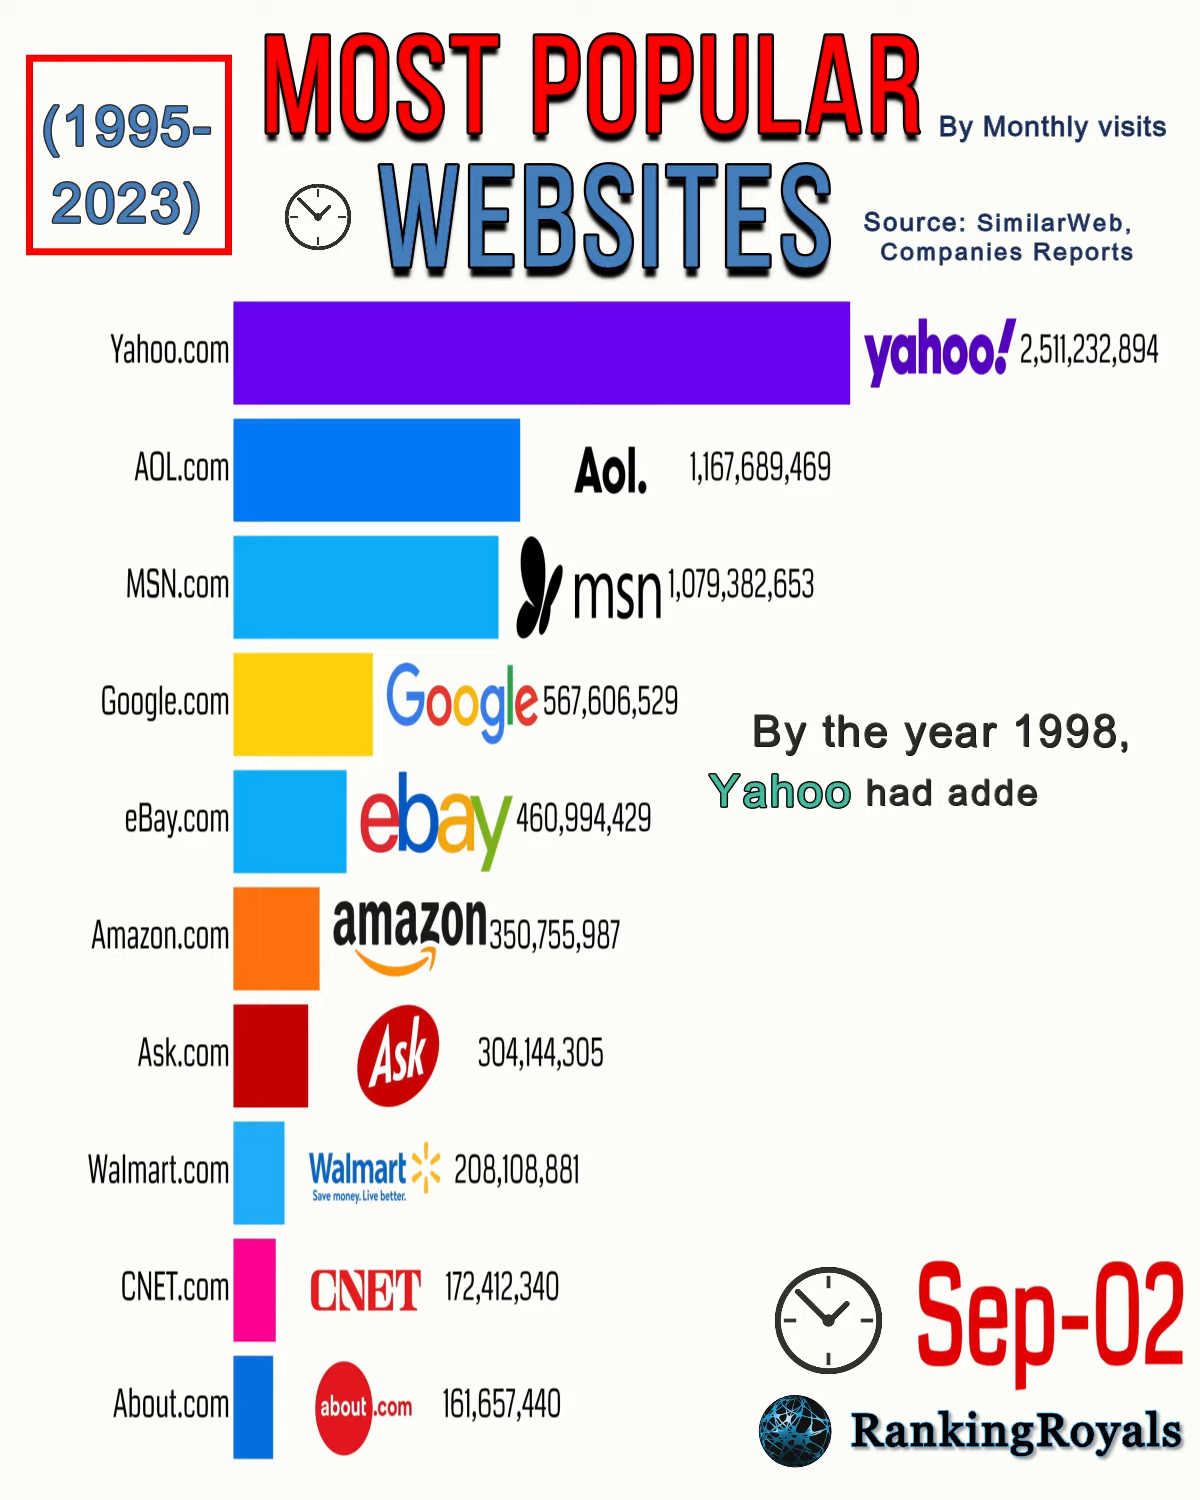 (1995-
2023)
MOST POPULAR
WEBSITES
By Monthly visits
Source: SimilarWeb,
Companies Reports
Yahoo.com yahoo! 2,511,232,894
AOL.com Aol. 1,167,689,469
MSN.com msn 1,079,382,653
Google.com Google 567,606,529
eBay.com ebay 460,994,429
Amazon.com amazon 350,755,987
Ask.com Ask 304,144,305
Walmart.com Walmart 208,108,881
Save money. Live better.
CNET.com CNET 172,412,340
About.com about.com 161,657,440
By the year 1998,
Yahoo had adde
Sep-02
RankingRoyals